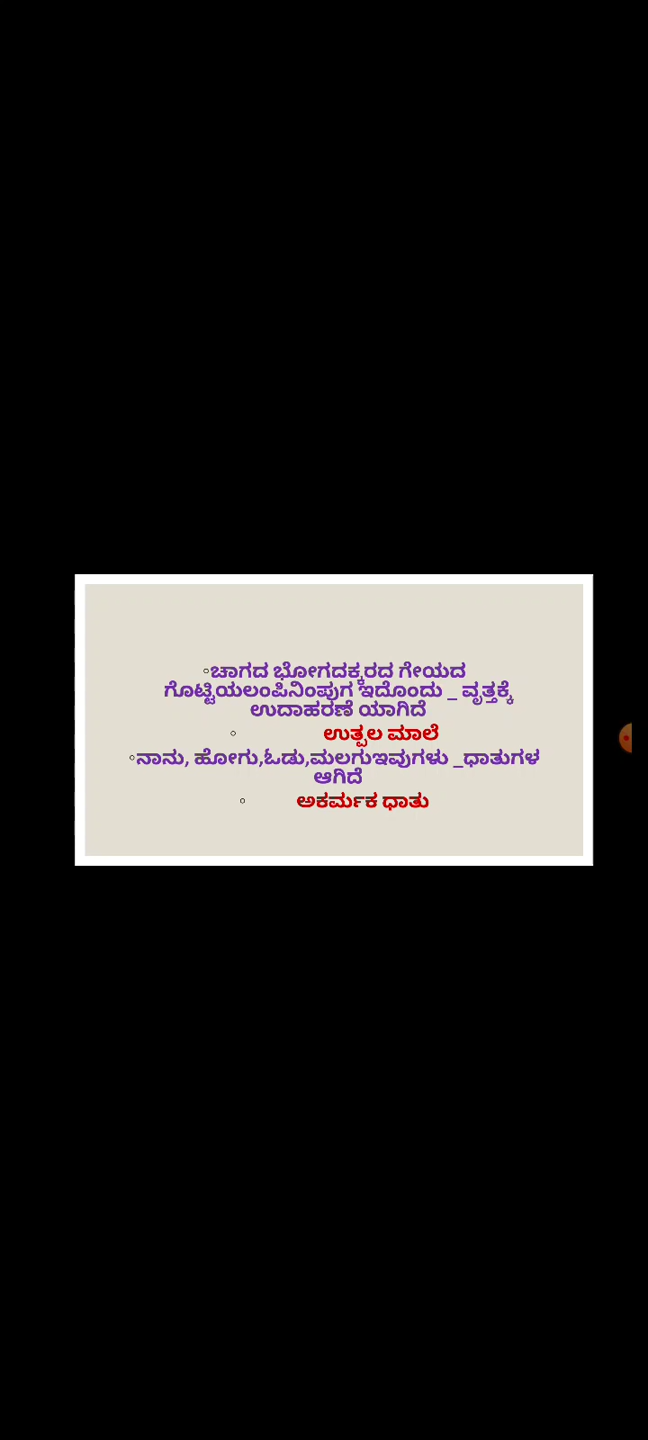 ಚಾಗದ ಭೋಗದಕ್ಕರದ ಗೇಯದ
ಗೊಟ್ಟಿಯಲಂಪಿನಿಂಪುಗ ಇದೊಂದು _ ವೃತ್ತಕ್ಕೆ
ಉದಾಹರಣೆ ಯಾಗಿದೆ
ಉತ್ಪಲ ಮಾಲೆ
ನಾನು, ಹೋಗು,ಓಡು,ಮಲಗುಇವುಗಳು _ಧಾತುಗಳ
ಆಗಿದೆ
ಅಕರ್ಮಕ ಧಾತು